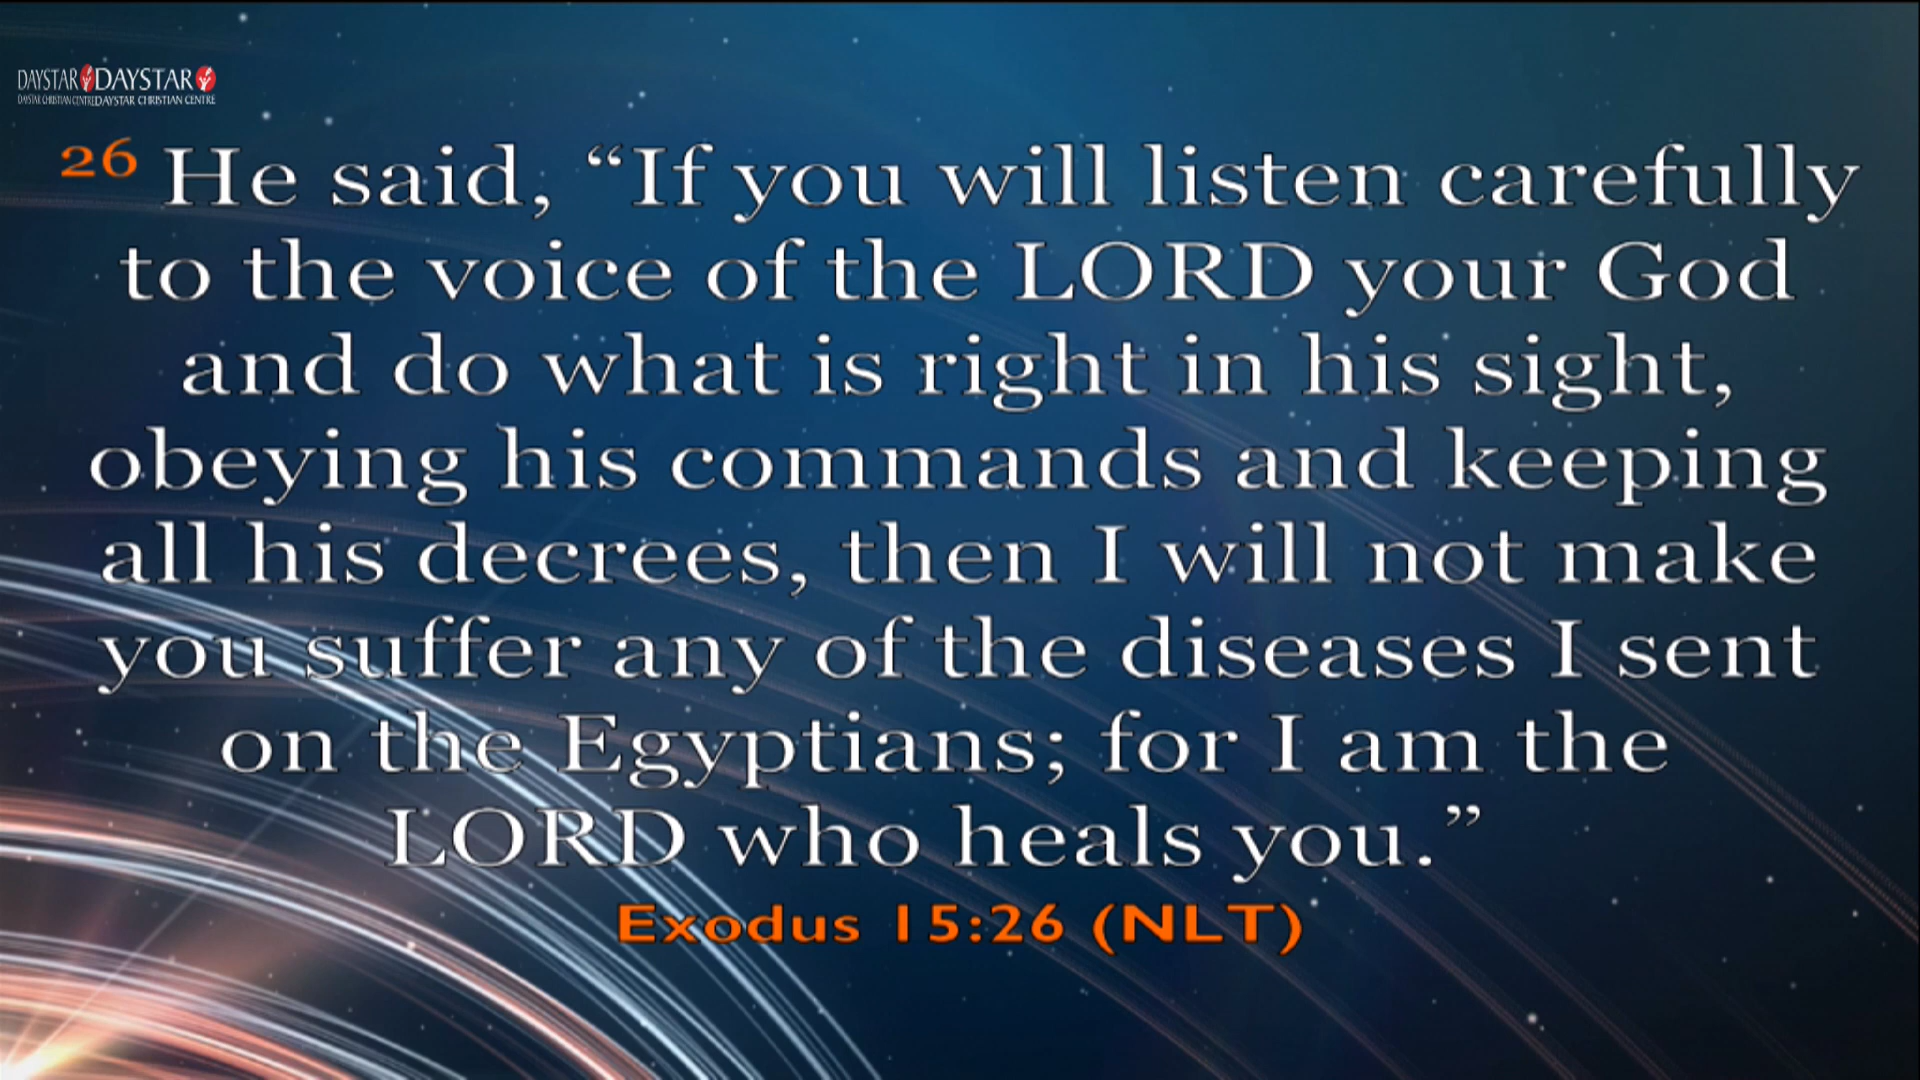 DAYSTAR DAYSTAR
DAYSTAR CHRISTIAN CENTRE DAYSTAR CHRISTIAN CENTRE
26 He said, “If you will listen carefully
to the voice of the LORD your God
and do what is right in his sight,
obeying his commands and keeping
all his decrees, then I will not make
you suffer any of the diseases I sent
on the Egyptians; for I am the
LORD who heals you.”
Exodus 15:26 (NLT)